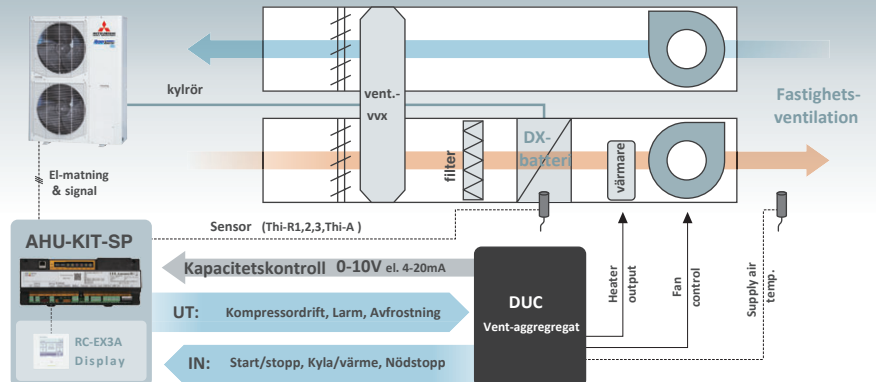 MITSUBISHI
kylrör
vent.-
vvx
Fastighets-
ventilation
filter
DX-
batteri
värmare
El-matning
& signal
Sensor (Thi-R1,2,3,Thi-A )
AHU-KIT-SP
Kapacitetskontroll 0-10V el. 4-20mA
Heater
output
Fan
control
Supply air
temp.
DUC
Vent-aggregregat
UT: Kompressordrift, Larm, Avfrostning
RC-EX3A
Display
IN: Start/stopp, Kyla/värme, Nödstopp